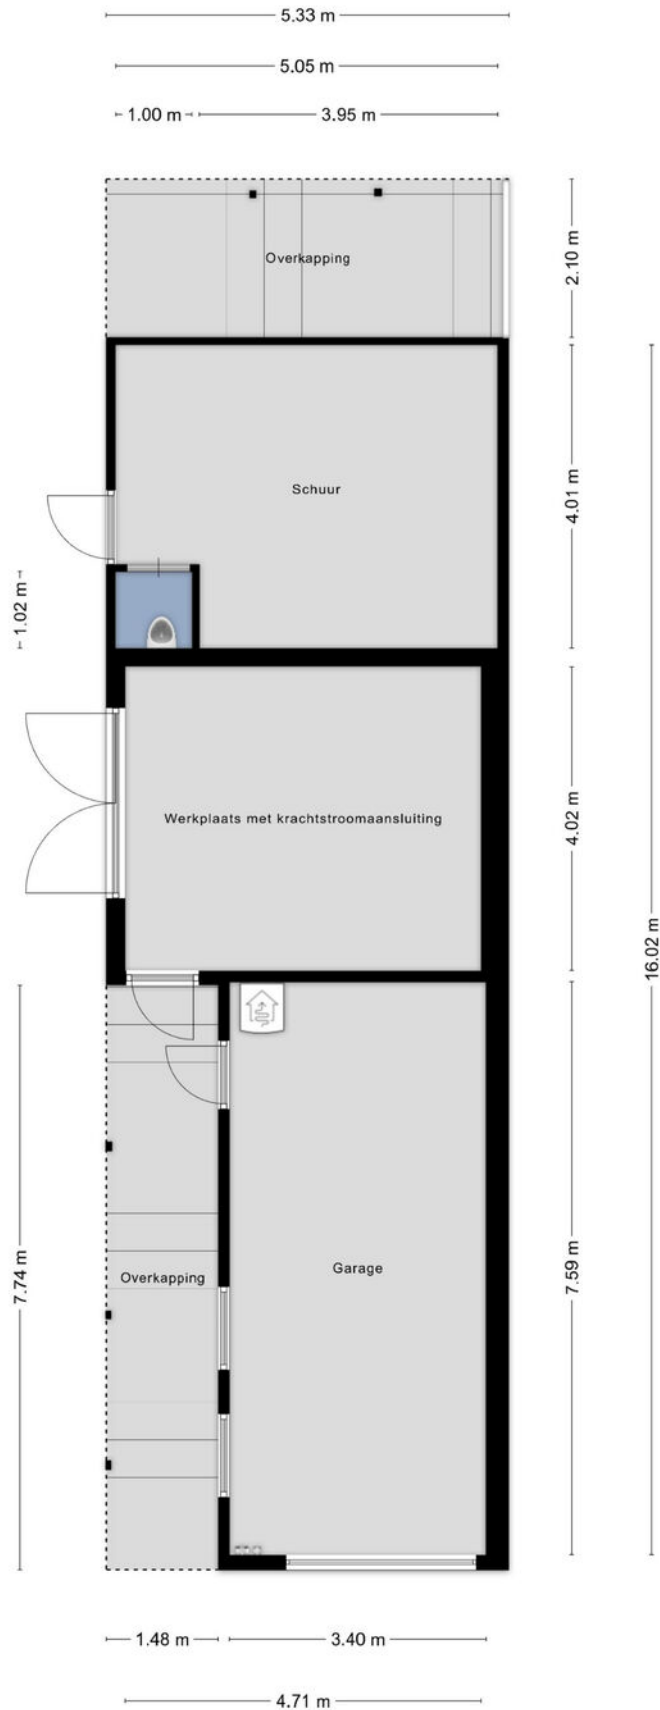 5.33 m
5.05 m
1.00 m
3.95 m
Overkapping
2.10 m
Schuur
4.01 m
1.02 m
Werkplaats met krachtstroomaansluiting
4.02 m
16.02 m
7.74 m
Overkapping
Garage
7.59 m
1.48 m
3.40 m
4.71 m